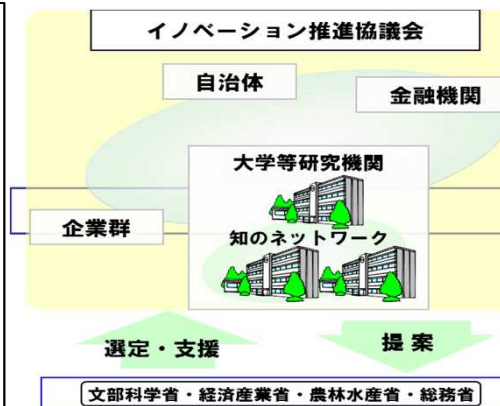 イノベーション推進協議会
自治体
金融機関
大学等研究機関
企業群
知のネットワーク
選定・支援
提案
文部科学省・経済産業省・農林水産省・総務省